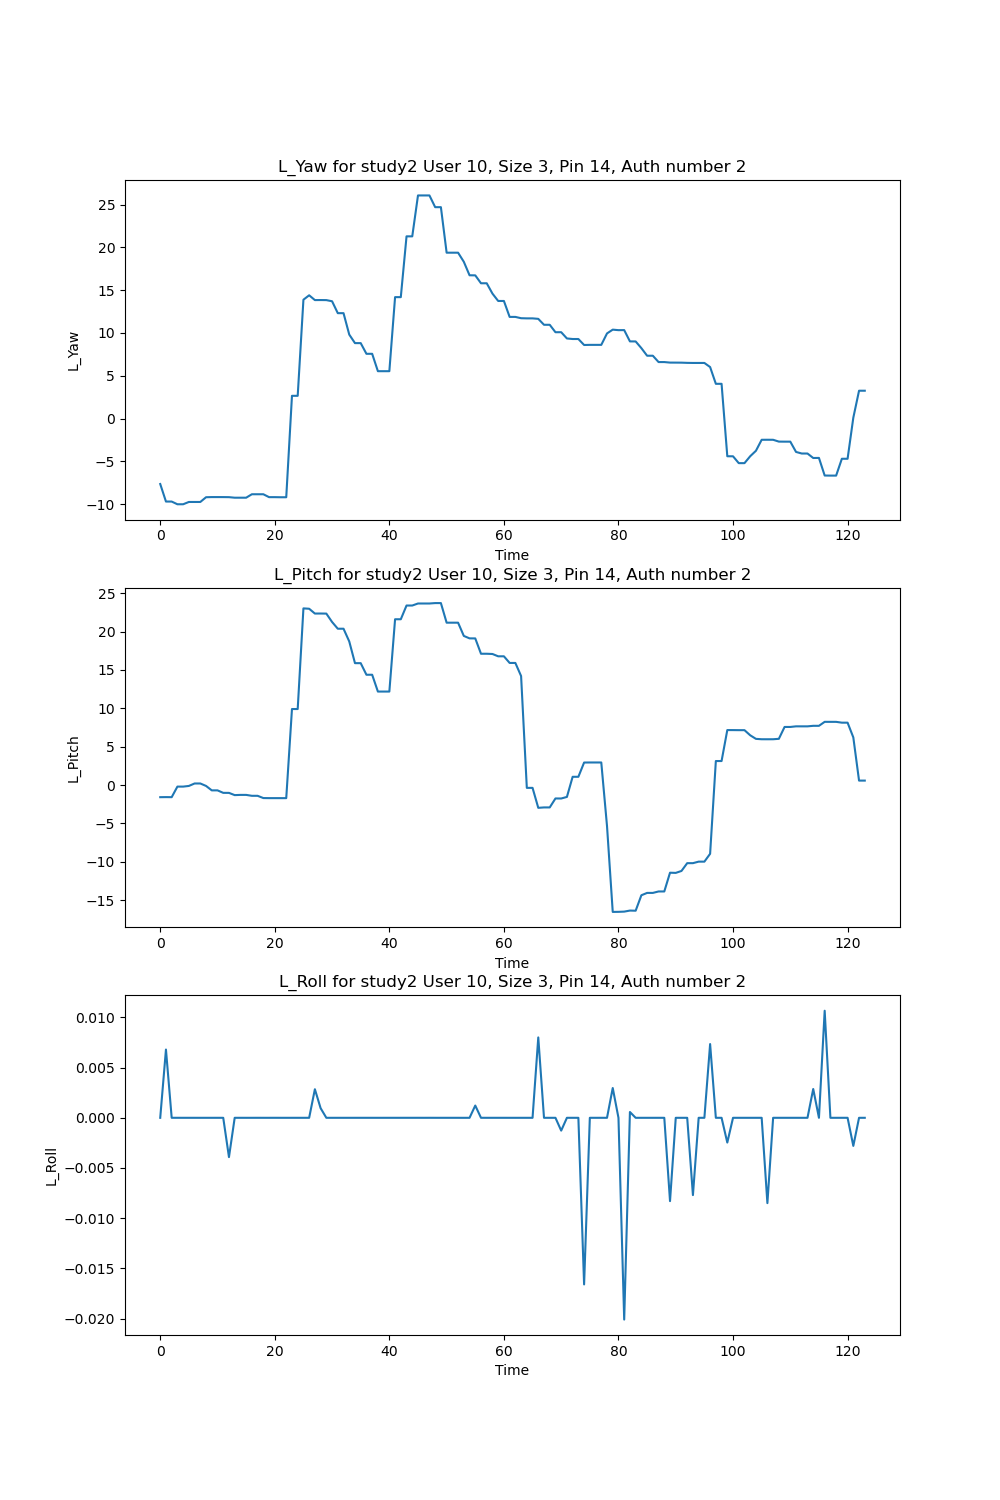 L_Yaw for study2 User 10, Size 3, Pin 14, Auth number 2
25
20
15
10
5
0
−5
−10
L_Yaw
0 20 40 60 80 100 120
Time
L_Pitch for study2 User 10, Size 3, Pin 14, Auth number 2
25
20
15
10
5
0
−5
−10
−15
L_Pitch
0 20 40 60 80 100 120
Time
L_Roll for study2 User 10, Size 3, Pin 14, Auth number 2
0.010
0.005
0.000
−0.005
−0.010
−0.015
−0.020
L_Roll
0 20 40 60 80 100 120
Time